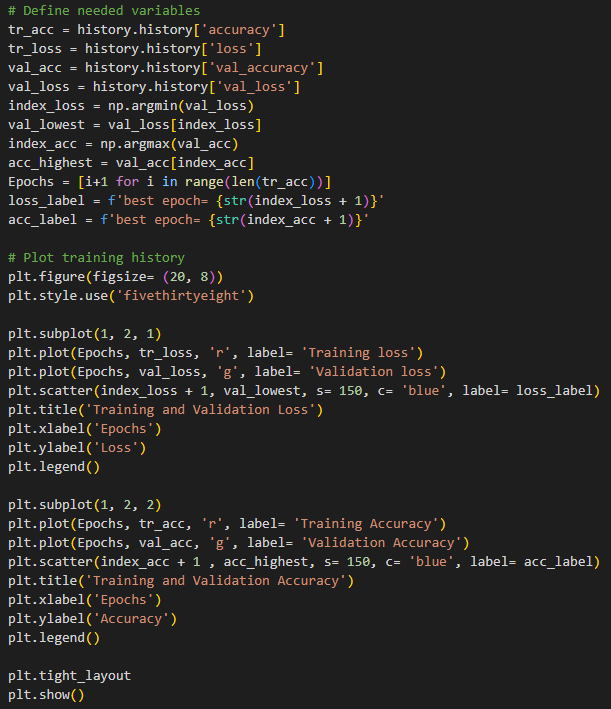 # Define needed variables
tr_acc = history.history['accuracy']
tr_loss = history.history['loss']
val_acc = history.history['val_accuracy']
val_loss = history.history['val_loss']
index_loss = np.argmin(val_loss)
val_lowest = val_loss[index_loss]
index_acc = np.argmax(val_acc)
acc_highest = val_acc[index_acc]
Epochs = [i+1 for i in range(len(tr_acc))]
loss_label = f'best epoch= {str(index_loss + 1)}'
acc_label = f'best epoch= {str(index_acc + 1)}'

# Plot training history
plt.figure(figsize= (20, 8))
plt.style.use('fivethirtyeight')

plt.subplot(1, 2, 1)
plt.plot(Epochs, tr_loss, 'r', label= 'Training loss')
plt.plot(Epochs, val_loss, 'g', label= 'Validation loss')
plt.scatter(index_loss + 1, val_lowest, s= 150, c= 'blue', label= loss_label)
plt.title('Training and Validation Loss')
plt.xlabel('Epochs')
plt.ylabel('Loss')
plt.legend()

plt.subplot(1, 2, 2)
plt.plot(Epochs, tr_acc, 'r', label= 'Training Accuracy')
plt.plot(Epochs, val_acc, 'g', label= 'Validation Accuracy')
plt.scatter(index_acc + 1 , acc_highest, s= 150, c= 'blue', label= acc_label)
plt.title('Training and Validation Accuracy')
plt.xlabel('Epochs')
plt.ylabel('Accuracy')
plt.legend()

plt.tight_layout
plt.show()